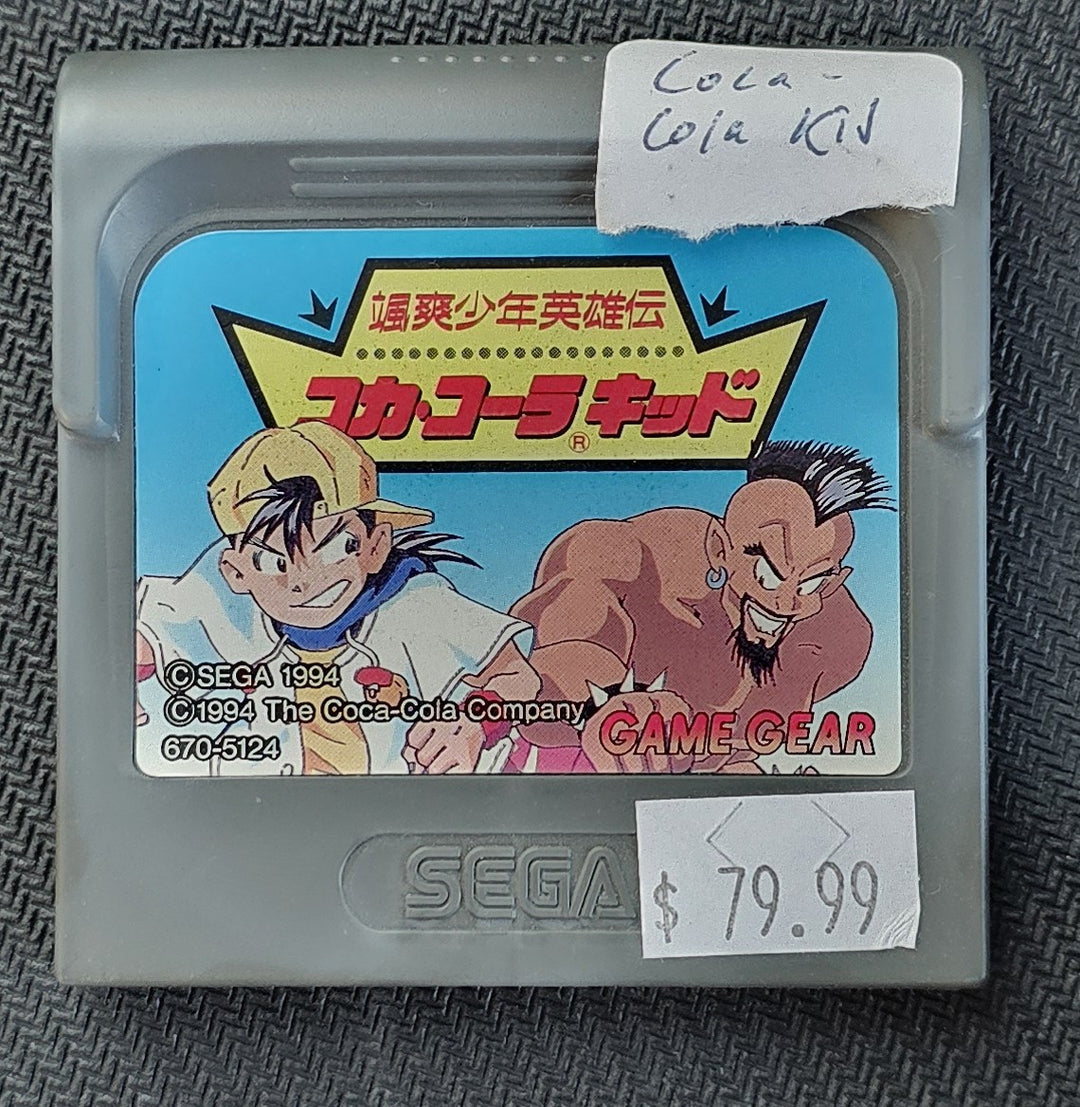 Coca-
Cola KID
颯爽少年英雄伝
コカ・コーラ キッド
®
©SEGA 1994
©1994 The Coca-Cola Company
670-5124
GAME GEAR
SEGA
$ 79.99